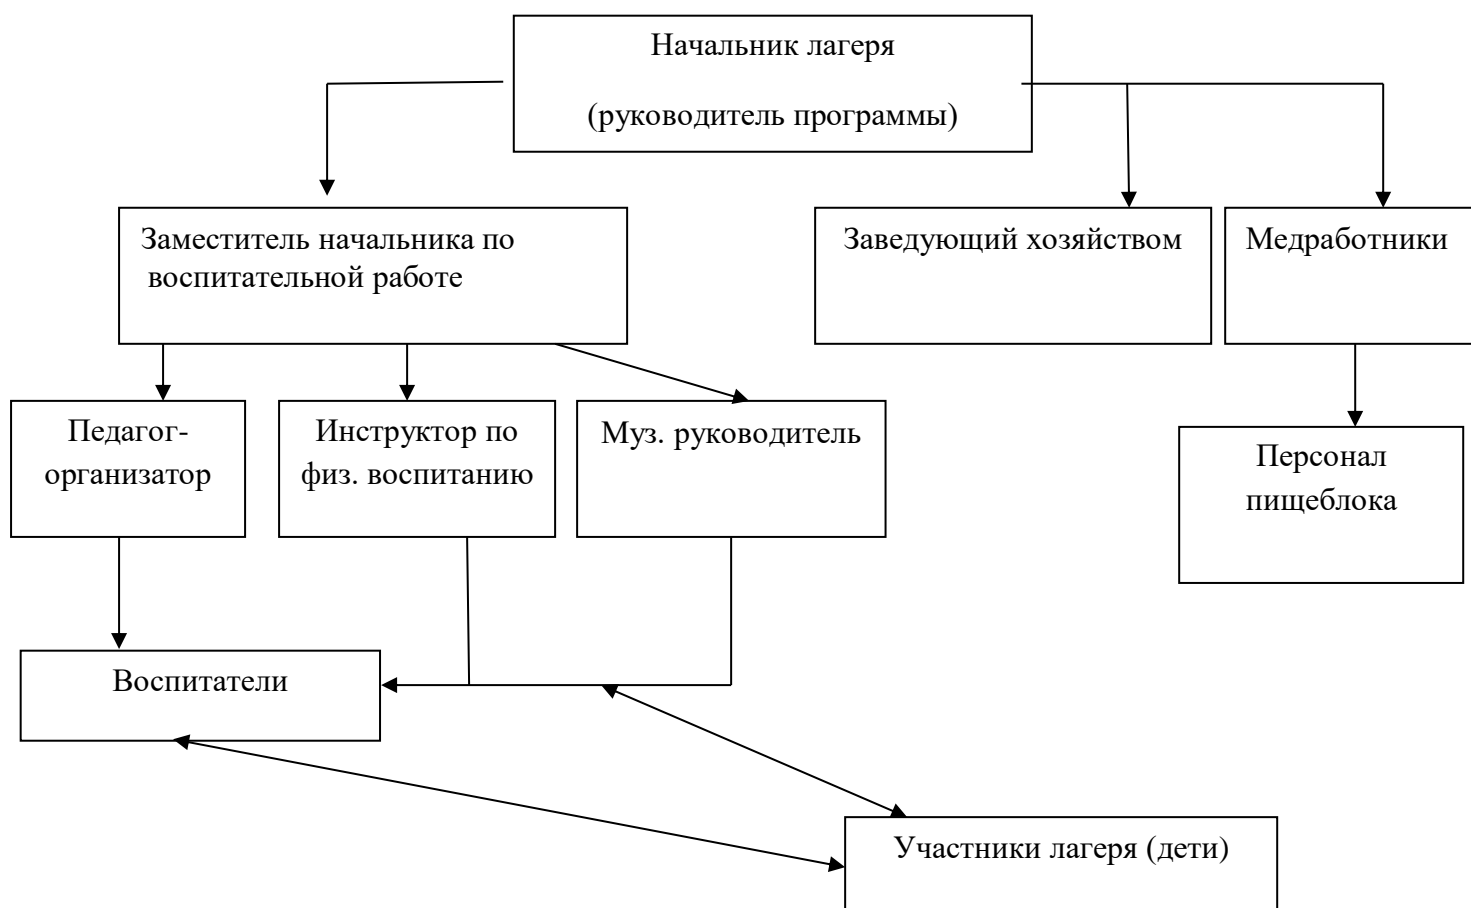 Начальник лагеря
(руководитель программы)
Заместитель начальника по
воспитательной работе
Заведующий хозяйством
Медработники
Педагог-
организатор
Инструктор по
физ. воспитанию
Муз. руководитель
Персонал
пищеблока
Воспитатели
Участники лагеря (дети)